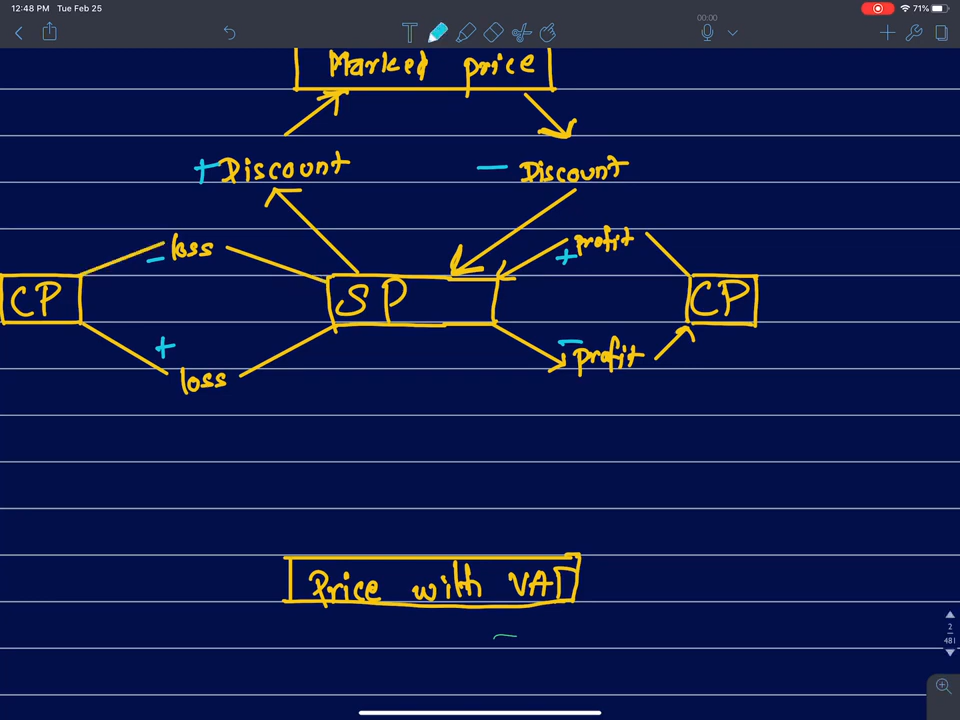 12:48 PM Tue Feb 25
71%
00:00
T
Marked price
+ Discount
- Discount
- loss
+ profit
CP
SP
CP
+
loss
- profit
Price with VAT
2
481